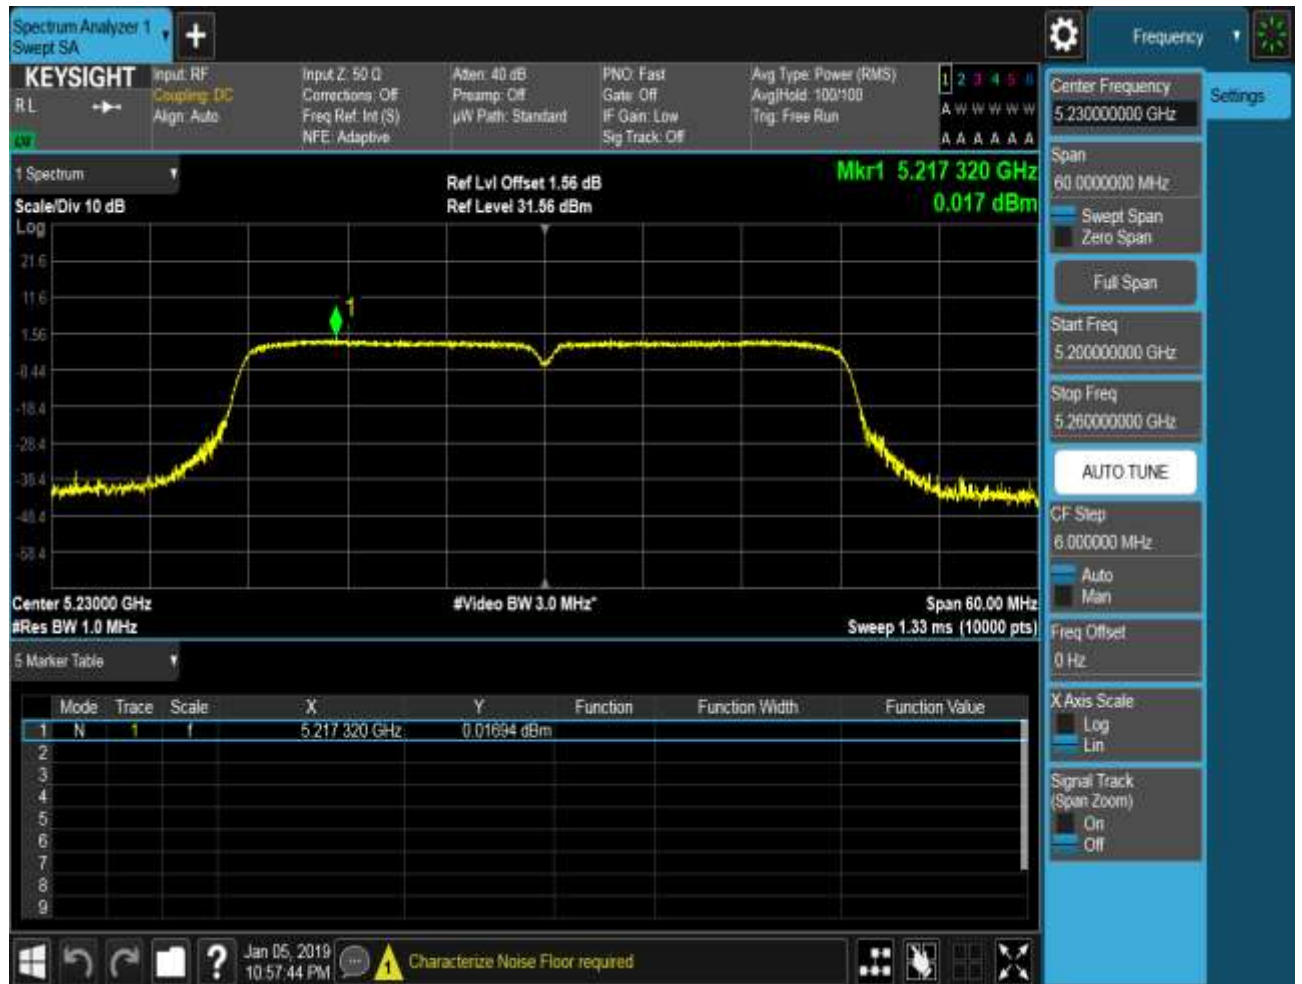 Spectrum Analyzer 1
Swept SA
Frequency
KEYSIGHT
R L
Input: RF
Coupling: DC
Align: Auto
Input Z: 50 Ω
Corrections: Off
Freq Ref: Int (S)
NFE: Adaptive
Atten: 40 dB
Preamp: Off
µW Path: Standard
PNO: Fast
Gate: Off
IF Gain: Low
Sig Track: Off
Avg Type: Power (RMS)
Avg|Hold: 100/100
Trig: Free Run
1 2 3 4 5 6
A W W W W W
A A A A A A
1 Spectrum
Scale/Div 10 dB
Ref Lvl Offset 1.56 dB
Ref Level 31.56 dBm
Mkr1 5.217 320 GHz
0.017 dBm
Log
21.6
11.6
1.56
-8.44
-18.4
-28.4
-38.4
-48.4
-58.4
1
Center 5.23000 GHz
#Video BW 3.0 MHz*
Span 60.00 MHz
#Res BW 1.0 MHz
Sweep 1.33 ms (10000 pts)
5 Marker Table
Mode Trace Scale X Y Function Function Width Function Value
1 N 1 f 5.217 320 GHz 0.01694 dBm
2
3
4
5
6
7
8
9
Jan 05, 2019
10:57:44 PM
Characterize Noise Floor required
Center Frequency
5.230000000 GHz
Settings
Span
60.0000000 MHz
Swept Span
Zero Span
Full Span
Start Freq
5.200000000 GHz
Stop Freq
5.260000000 GHz
AUTO TUNE
CF Step
6.000000 MHz
Auto
Man
Freq Offset
0 Hz
X Axis Scale
Log
Lin
Signal Track
(Span Zoom)
On
Off